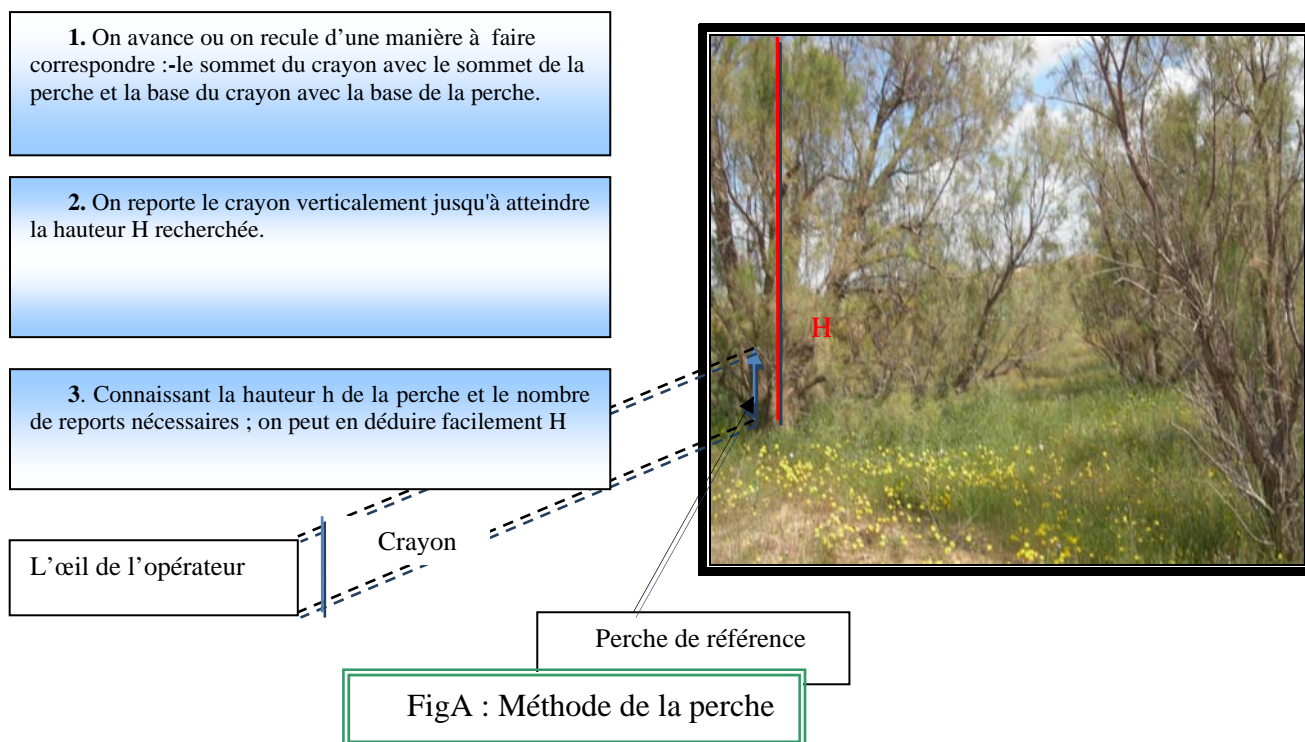 1. On avance ou on recule d’une manière à faire
correspondre :-le sommet du crayon avec le sommet de la
perche et la base du crayon avec la base de la perche.
2. On reporte le crayon verticalement jusqu'à atteindre
la hauteur H recherchée.
3. Connaissant la hauteur h de la perche et le nombre
de reports nécessaires ; on peut en déduire facilement H
H
Crayon
L’œil de l’opérateur
Perche de référence
FigA : Méthode de la perche